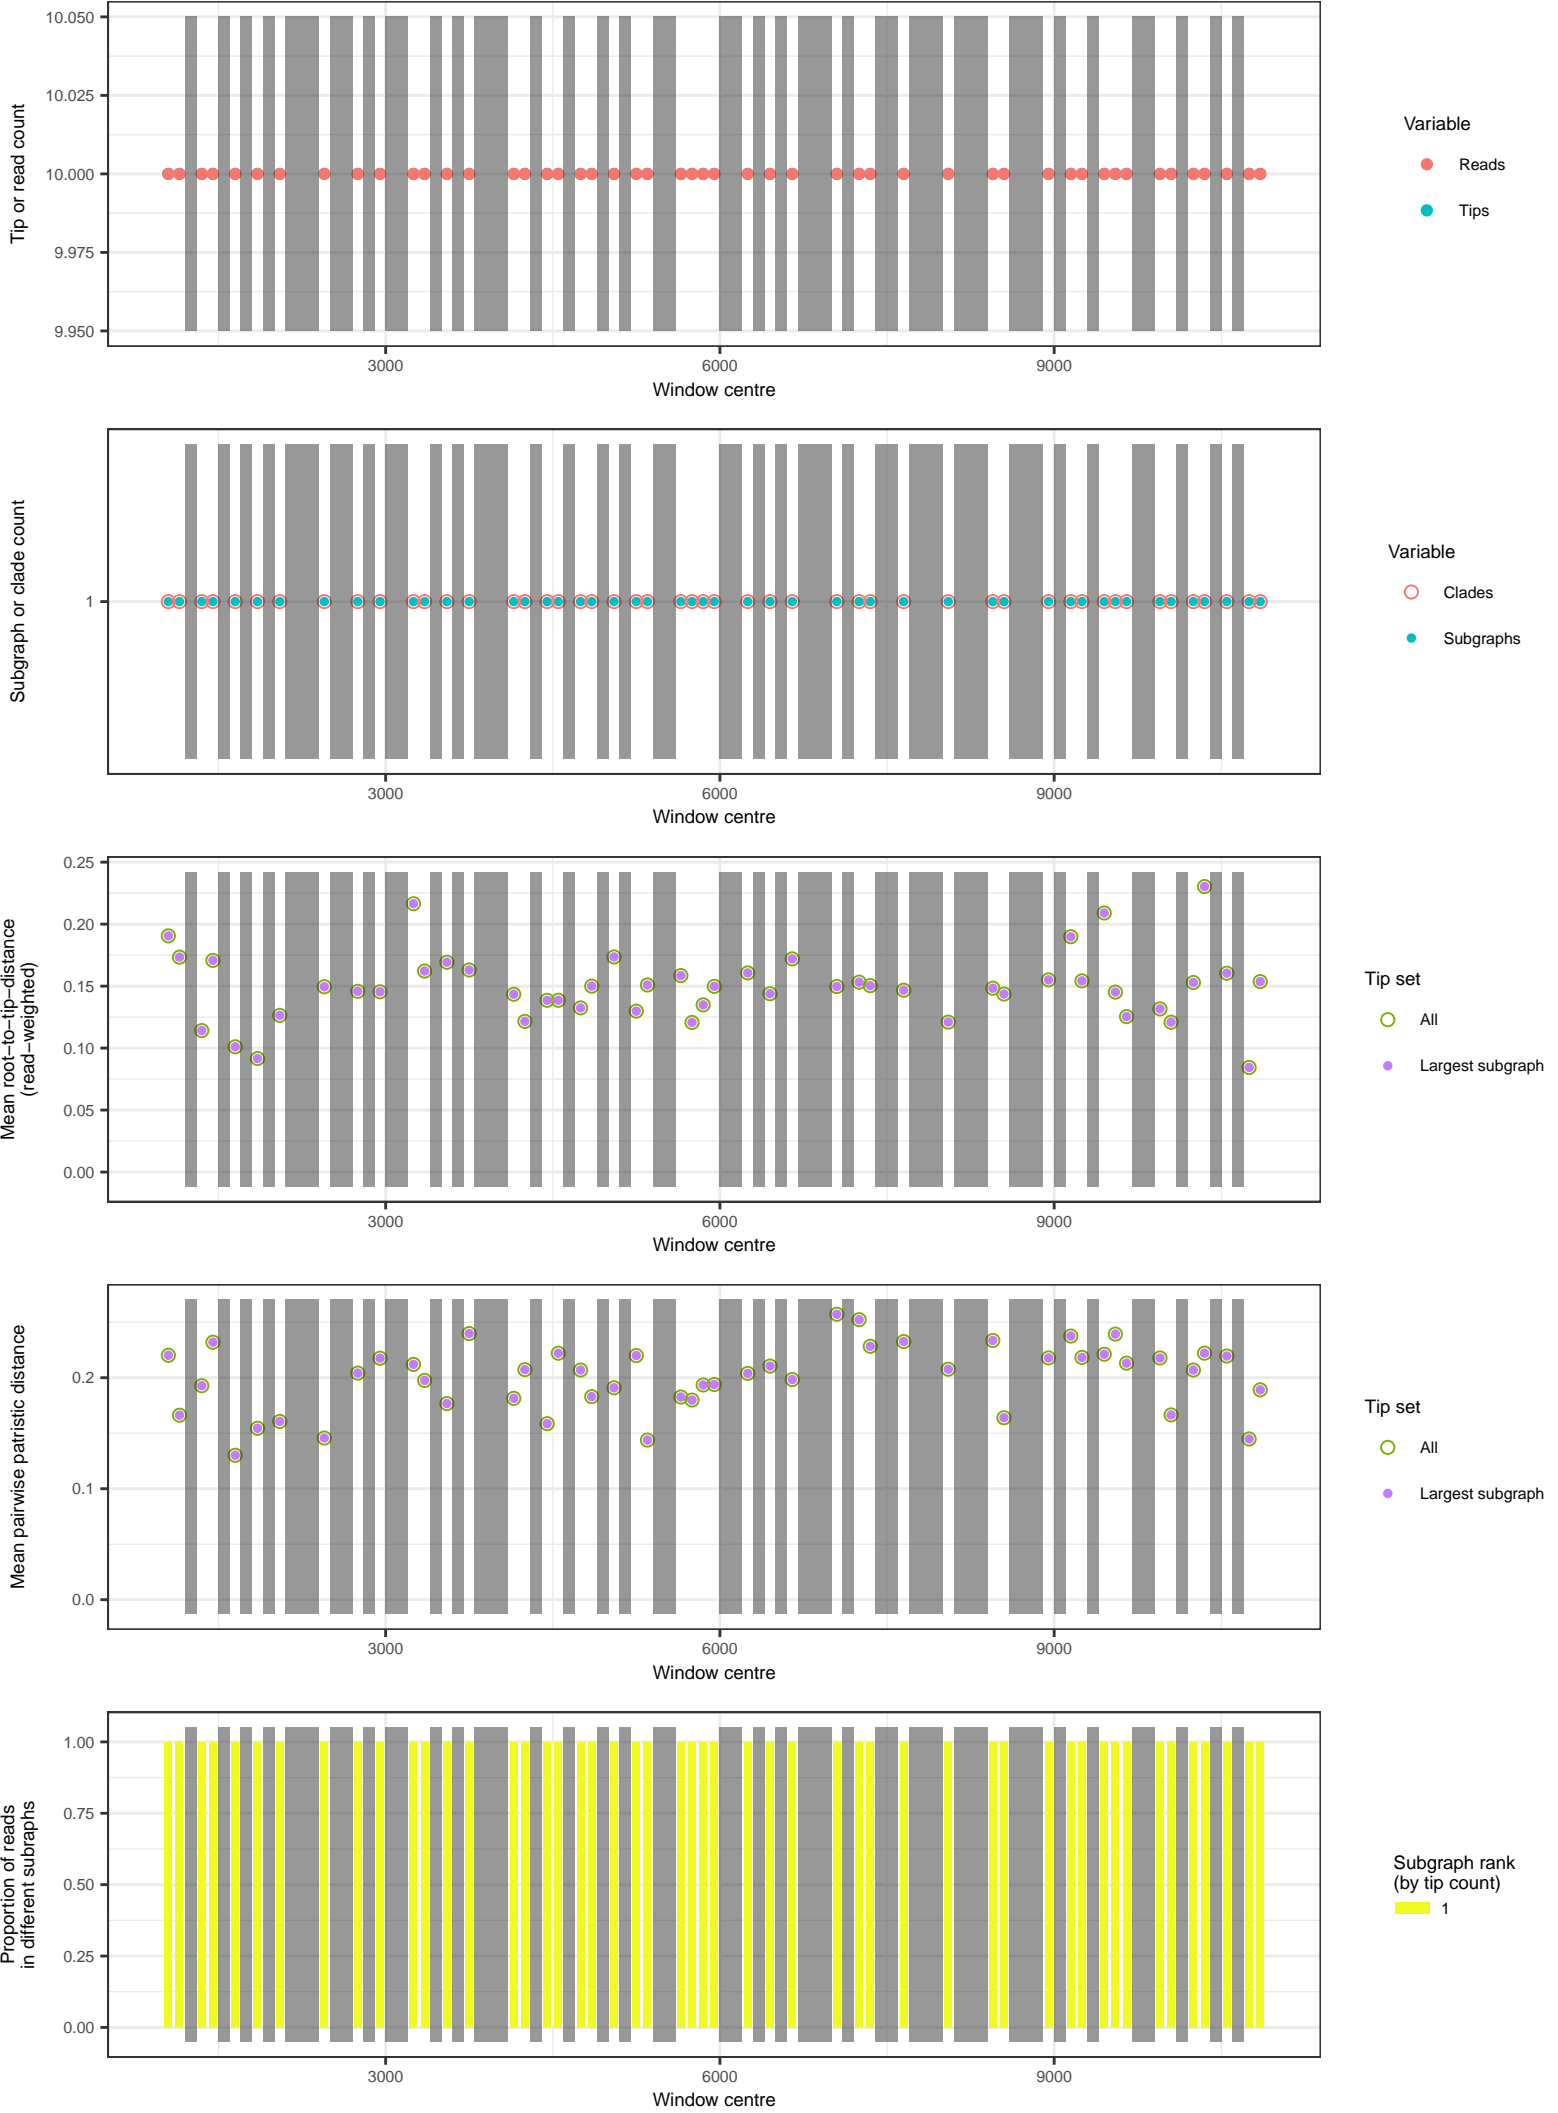 10.050
10.025
10.000
9.975
9.950
Tip or read count
3000 6000 9000
Window centre
Variable
Reads
Tips
Subgraph or clade count
1
3000 6000 9000
Window centre
Variable
Clades
Subgraphs
Mean root−to−tip−distance
(read−weighted)
0.25
0.20
0.15
0.10
0.05
0.00
3000 6000 9000
Window centre
Tip set
All
Largest subgraph
Mean pairwise patristic distance
0.2
0.1
0.0
3000 6000 9000
Window centre
Tip set
All
Largest subgraph
Proportion of reads
in different subraphs
1.00
0.75
0.50
0.25
0.00
3000 6000 9000
Window centre
Subgraph rank
(by tip count)
1